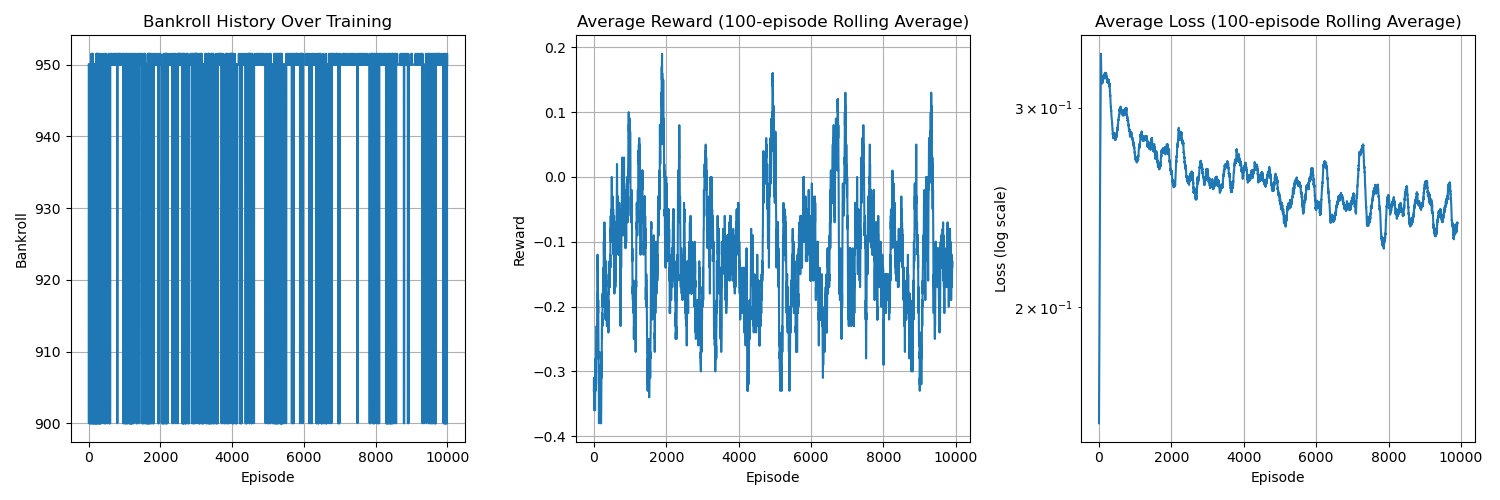 Bankroll History Over Training
Bankroll
950
940
930
920
910
900
0 2000 4000 6000 8000 10000
Episode
Average Reward (100-episode Rolling Average)
Reward
0.2
0.1
0.0
−0.1
−0.2
−0.3
−0.4
0 2000 4000 6000 8000 10000
Episode
Average Loss (100-episode Rolling Average)
Loss (log scale)
3 × 10⁻¹
2 × 10⁻¹
0 2000 4000 6000 8000 10000
Episode